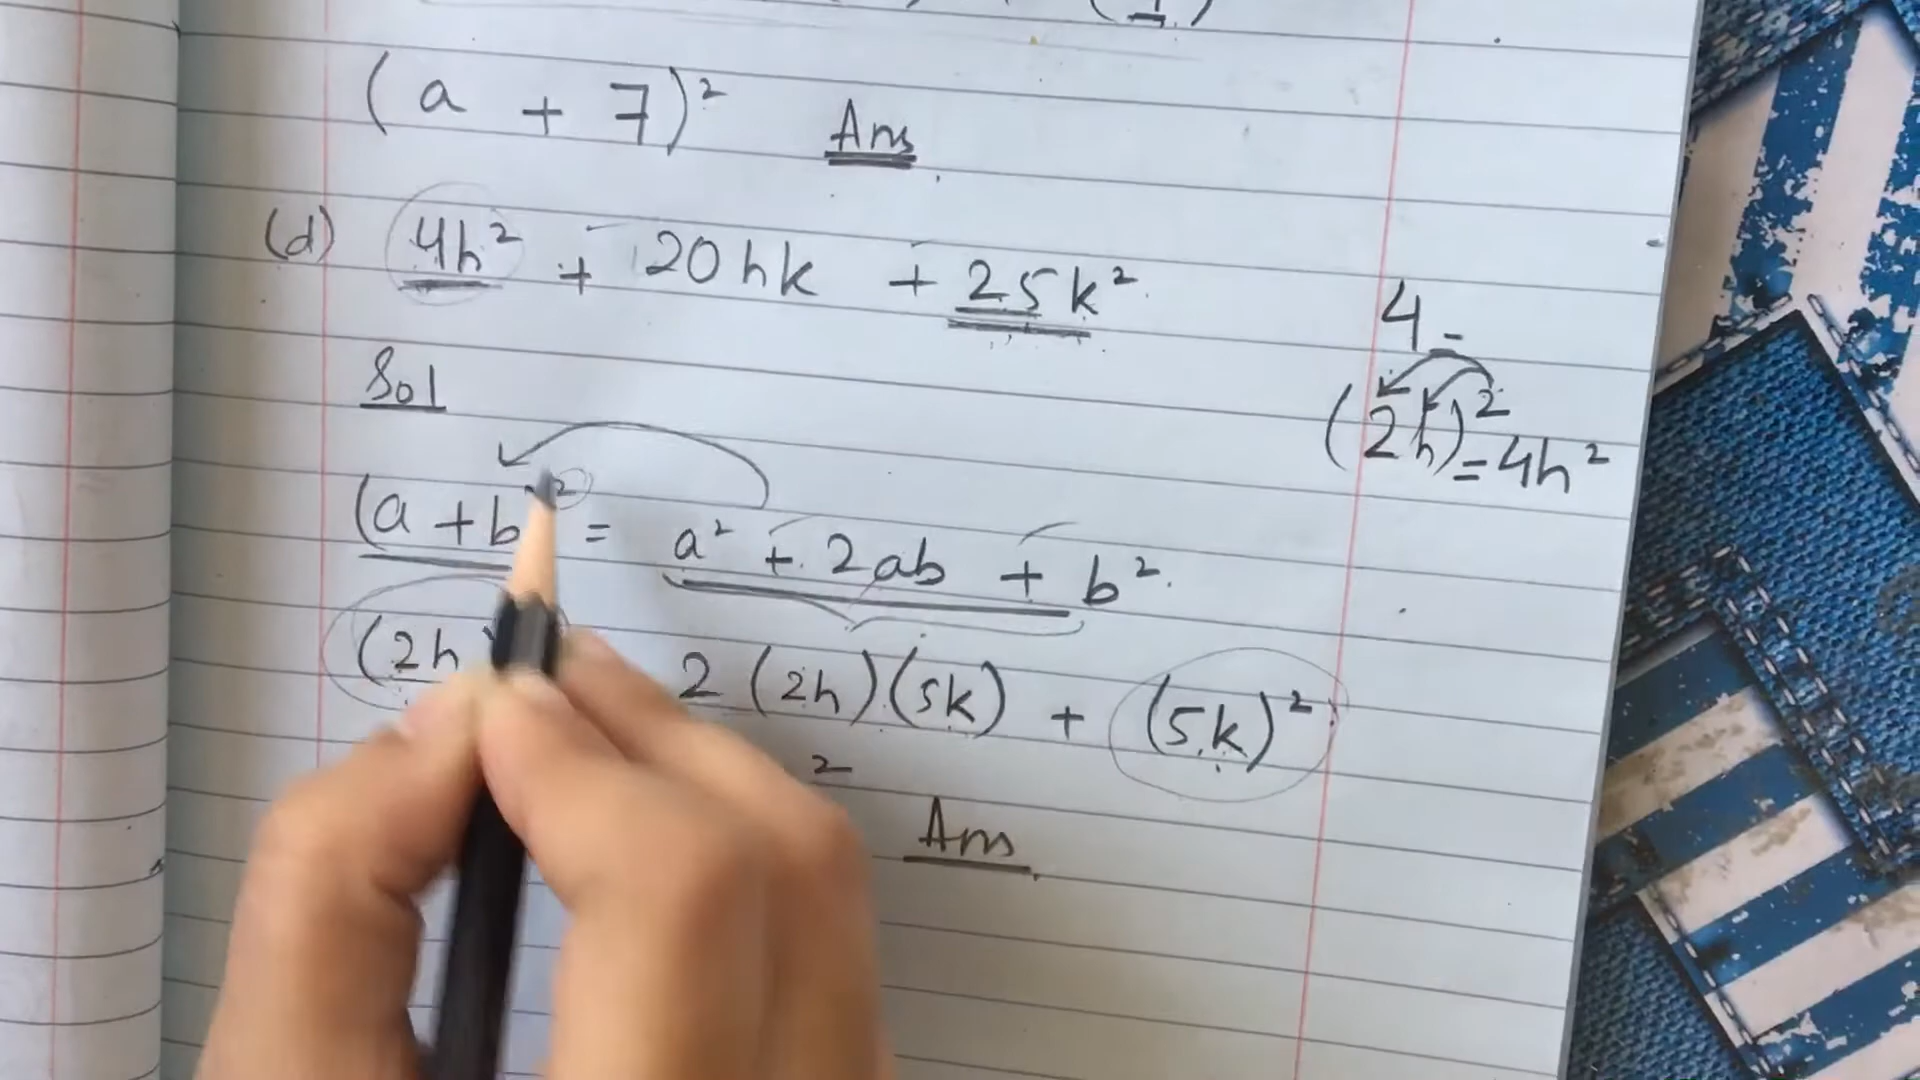 (a + 7)² Ans
(d) 4h² + 20hk + 25k²
4
Sol
(2h)² = 4h²
(a + b)² = a² + 2ab + b²
(2h 2(2h)(5k) + (5k)²
2
Ans